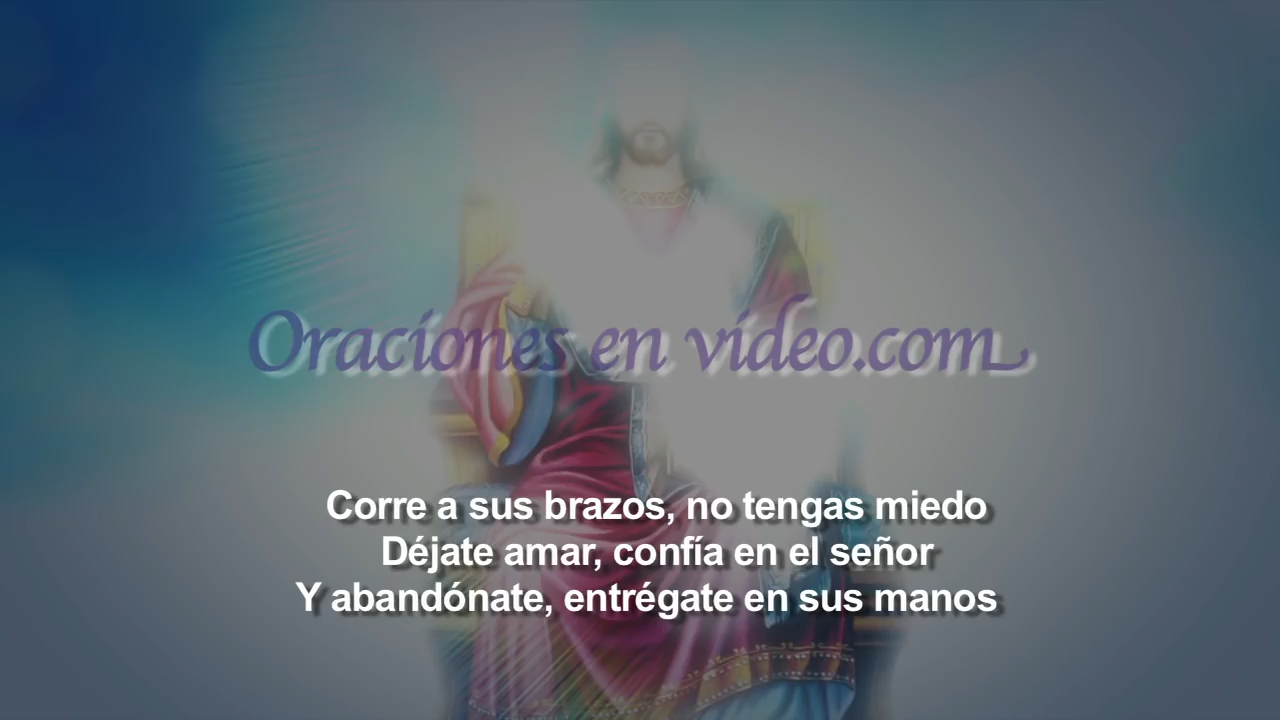 Oraciones en vídeo.com
Corre a sus brazos, no tengas miedo
Déjate amar, confía en el señor
Y abandónate, entrégate en sus manos